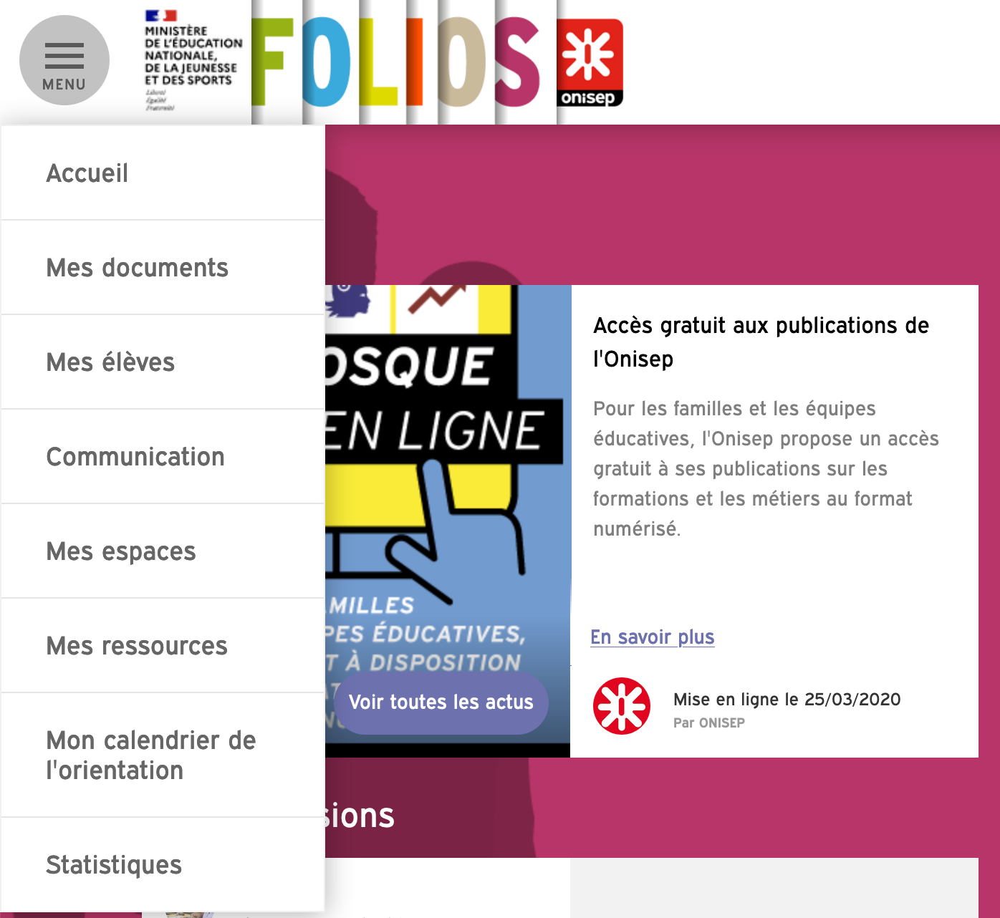 MENU
MINISTÈRE
DE L'ÉDUCATION
NATIONALE,
DE LA JEUNESSE
ET DES SPORTS
Liberté
Égalité
Fraternité
FOLIOS
onisep
Accueil
Mes documents
Mes élèves
Communication
Mes espaces
Mes ressources
Mon calendrier de
l'orientation
Statistiques
OSQUE
EN LIGNE
AMILLES
PES ÉDUCATIVES,
T À DISPOSITION
Voir toutes les actus
Accès gratuit aux publications de
l'Onisep
Pour les familles et les équipes
éducatives, l'Onisep propose un accès
gratuit à ses publications sur les
formations et les métiers au format
numérisé.
En savoir plus
Mise en ligne le 25/03/2020
Par ONISEP
sions